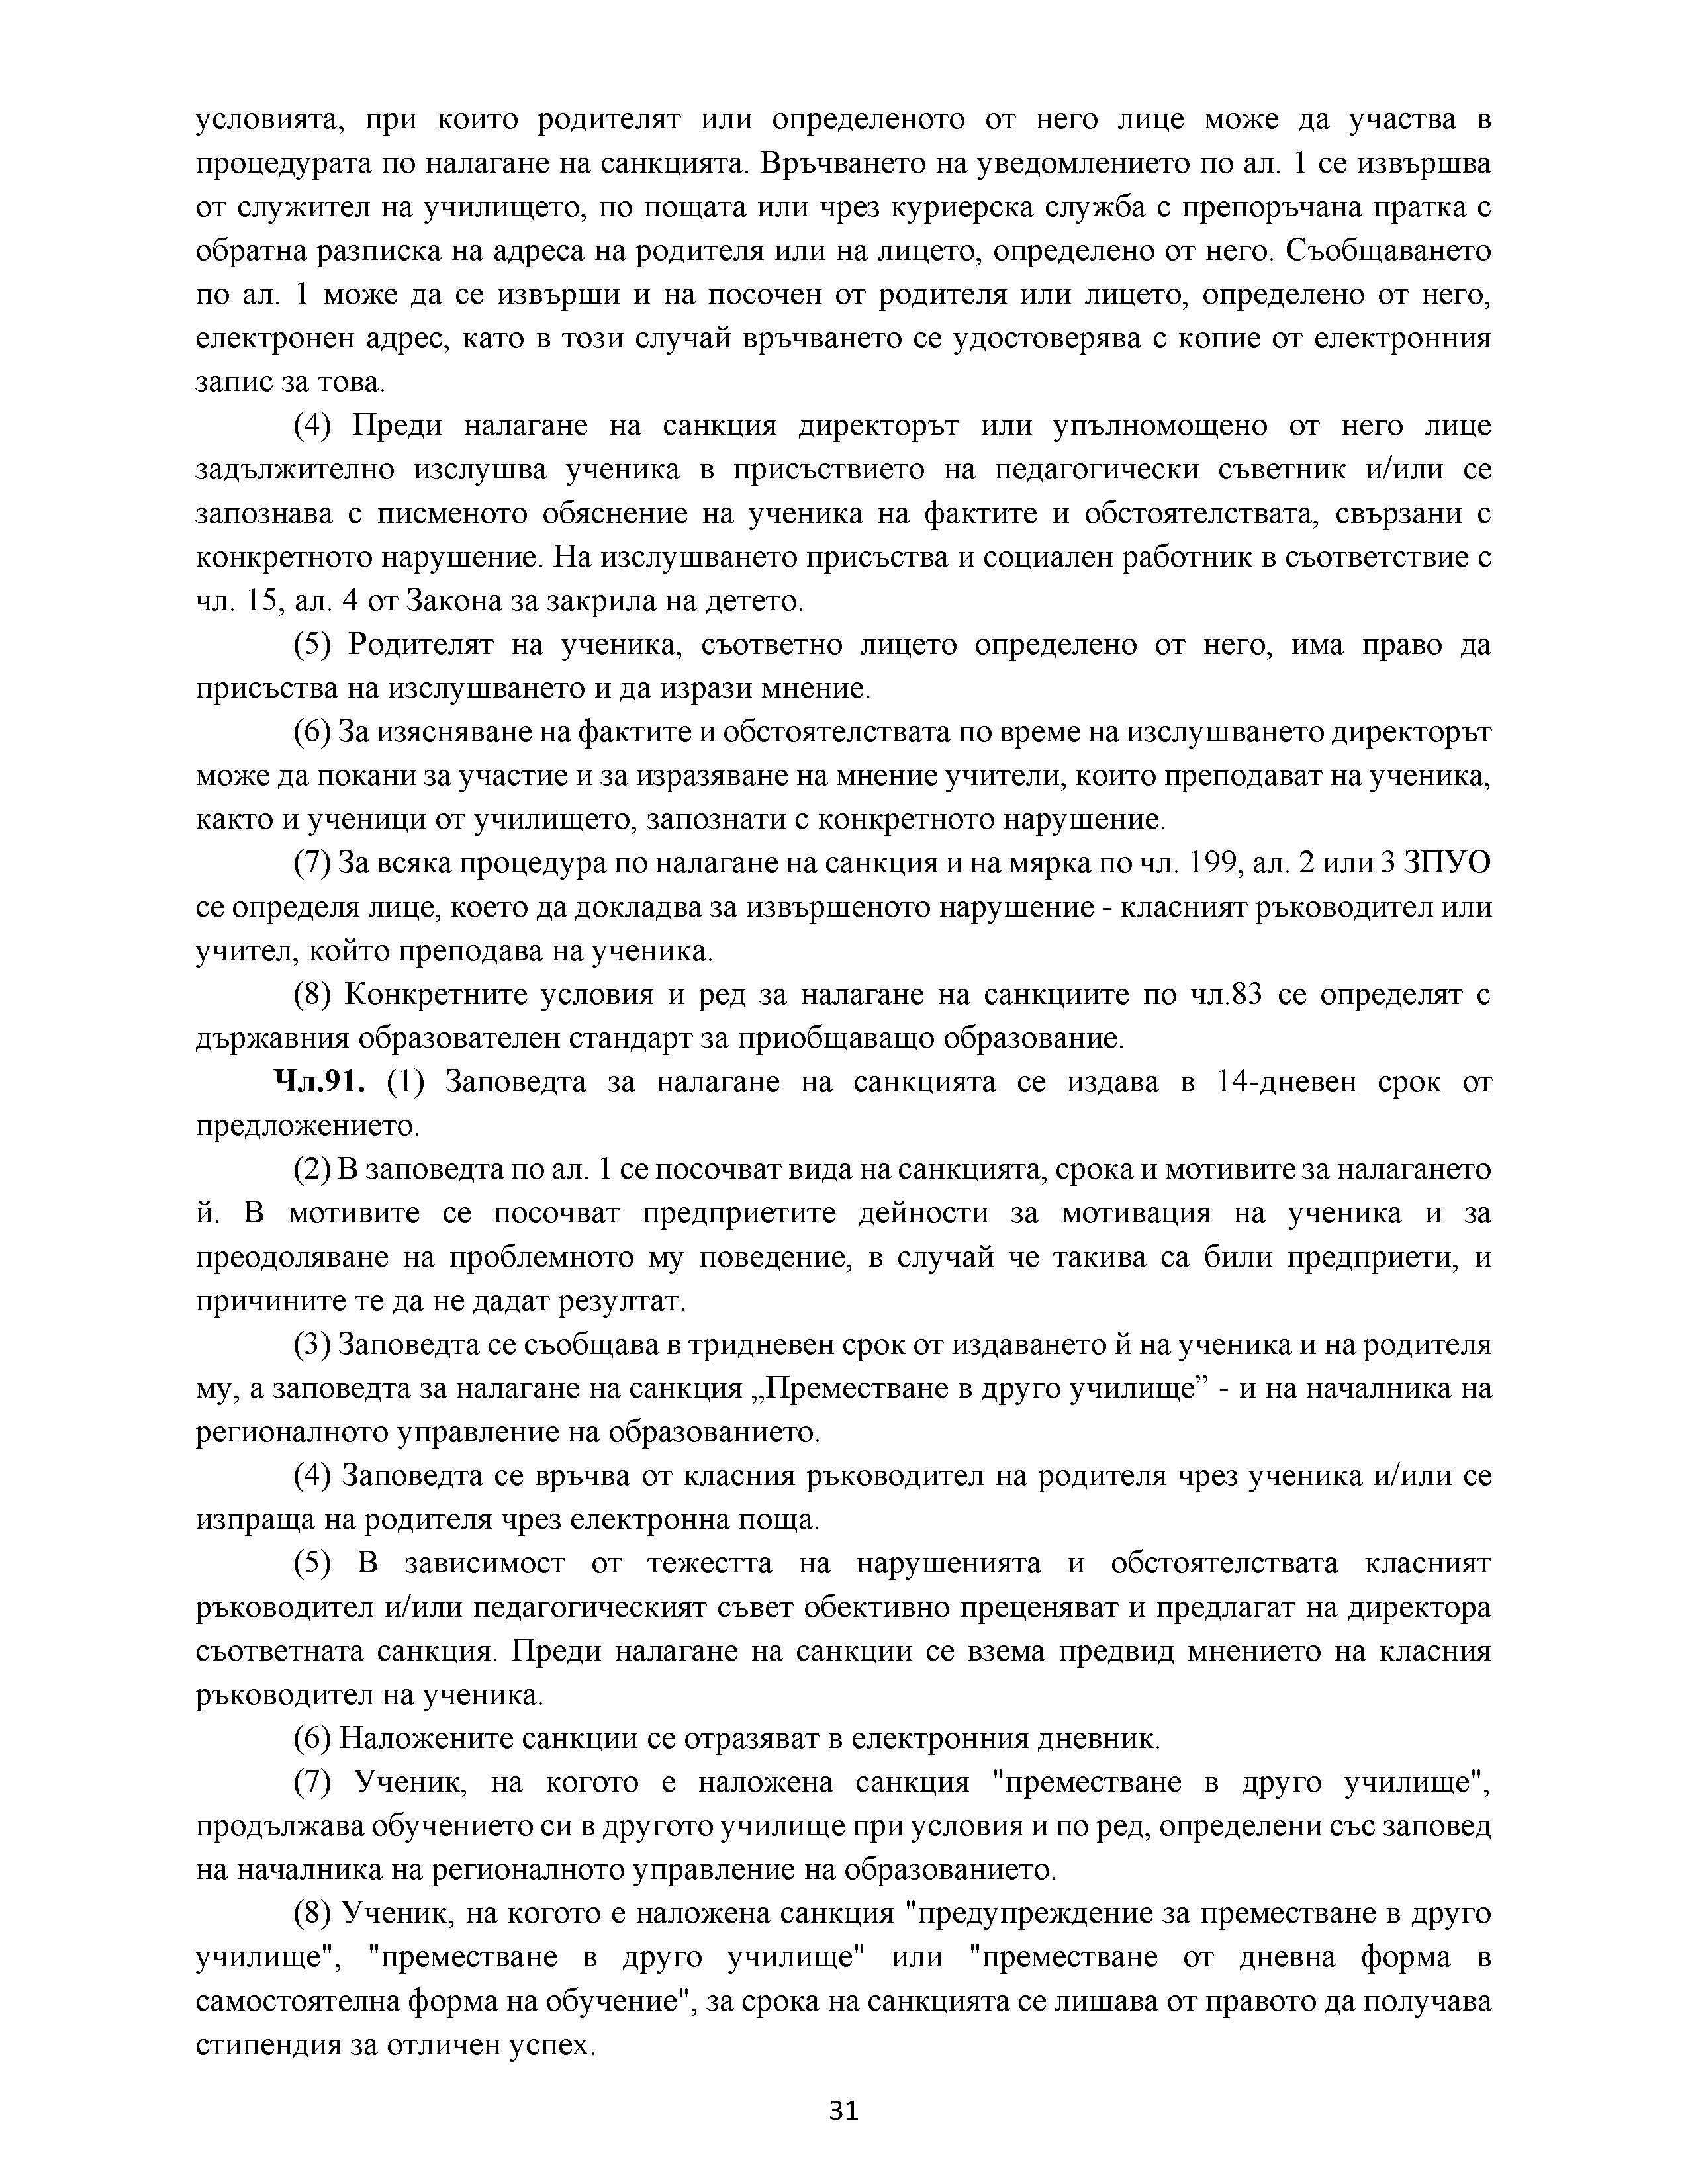 условията, при които родителят или определеното от него лице може да участва в
процедурата по налагане на санкцията. Връчването на уведомлението по ал. 1 се извършва
от служител на училището, по пощата или чрез куриерска служба с препоръчана пратка с
обратна разписка на адреса на родителя или на лицето, определено от него. Съобщаването
по ал. 1 може да се извърши и на посочен от родителя или лицето, определено от него,
електронен адрес, като в този случай връчването се удостоверява с копие от електронния
запис за това.
(4) Преди налагане на санкция директорът или упълномощено от него лице
задължително изслушва ученика в присъствието на педагогически съветник и/или се
запознава с писменото обяснение на ученика на фактите и обстоятелствата, свързани с
конкретното нарушение. На изслушването присъства и социален работник в съответствие с
чл. 15, ал. 4 от Закона за закрила на детето.
(5) Родителят на ученика, съответно лицето определено от него, има право да
присъства на изслушването и да изрази мнение.
(6) За изясняване на фактите и обстоятелствата по време на изслушването директорът
може да покани за участие и за изразяване на мнение учители, които преподават на ученика,
както и ученици от училището, запознати с конкретното нарушение.
(7) За всяка процедура по налагане на санкция и на мярка по чл. 199, ал. 2 или 3 ЗПУО
се определя лице, което да докладва за извършеното нарушение - класният ръководител или
учител, който преподава на ученика.
(8) Конкретните условия и ред за налагане на санкциите по чл.83 се определят с
държавния образователен стандарт за приобщаващо образование.
Чл.91. (1) Заповедта за налагане на санкцията се издава в 14-дневен срок от
предложението.
(2) В заповедта по ал. 1 се посочват вида на санкцията, срока и мотивите за налагането
й. В мотивите се посочват предприетите дейности за мотивация на ученика и за
преодоляване на проблемното му поведение, в случай че такива са били предприети, и
причините те да не дадат резултат.
(3) Заповедта се съобщава в тридневен срок от издаването й на ученика и на родителя
му, а заповедта за налагане на санкция „Преместване в друго училище” - и на началника на
регионалното управление на образованието.
(4) Заповедта се връчва от класния ръководител на родителя чрез ученика и/или се
изпраща на родителя чрез електронна поща.
(5) В зависимост от тежестта на нарушенията и обстоятелствата класният
ръководител и/или педагогическият съвет обективно преценяват и предлагат на директора
съответната санкция. Преди налагане на санкции се взема предвид мнението на класния
ръководител на ученика.
(6) Наложените санкции се отразяват в електронния дневник.
(7) Ученик, на когото е наложена санкция "преместване в друго училище",
продължава обучението си в другото училище при условия и по ред, определени със заповед
на началника на регионалното управление на образованието.
(8) Ученик, на когото е наложена санкция "предупреждение за преместване в друго
училище", "преместване в друго училище" или "преместване от дневна форма в
самостоятелна форма на обучение", за срока на санкцията се лишава от правото да получава
стипендия за отличен успех.
31